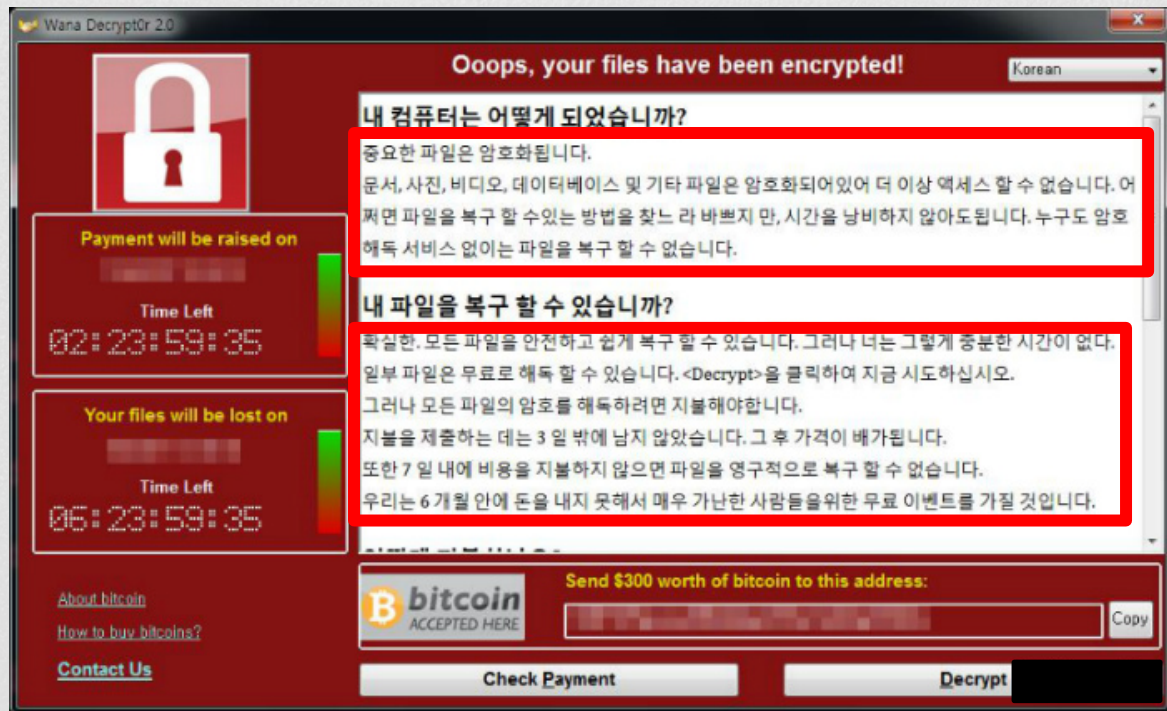 Wana Decrypt0r 2.0
Ooops, your files have been encrypted!
Korean
내 컴퓨터는 어떻게 되었습니까?
중요한 파일은 암호화됩니다.
문서, 사진, 비디오, 데이터베이스 및 기타 파일은 암호화되어있어 더 이상 액세스 할 수 없습니다. 어
쩌면 파일을 복구 할 수있는 방법을 찾느 라 바쁘지 만, 시간을 낭비하지 않아도됩니다. 누구도 암호
해독 서비스 없이는 파일을 복구 할 수 없습니다.
내 파일을 복구 할 수 있습니까?
확실한. 모든 파일을 안전하고 쉽게 복구 할 수 있습니다. 그러나 너는 그렇게 충분한 시간이 없다.
일부 파일은 무료로 해독 할 수 있습니다. <Decrypt>을 클릭하여 지금 시도하십시오.
그러나 모든 파일의 암호를 해독하려면 지불해야합니다.
지불을 제출하는 데는 3 일 밖에 남지 않았습니다. 그 후 가격이 배가됩니다.
또한 7 일 내에 비용을 지불하지 않으면 파일을 영구적으로 복구 할 수 없습니다.
우리는 6 개월 안에 돈을 내지 못해서 매우 가난한 사람들을위한 무료 이벤트를 가질 것입니다.
Payment will be raised on
Time Left
02:23:59:35
Your files will be lost on
Time Left
06:23:59:35
About bitcoin
How to buy bitcoins?
Contact Us
bitcoin
ACCEPTED HERE
Send $300 worth of bitcoin to this address:
Copy
Check Payment
Decrypt